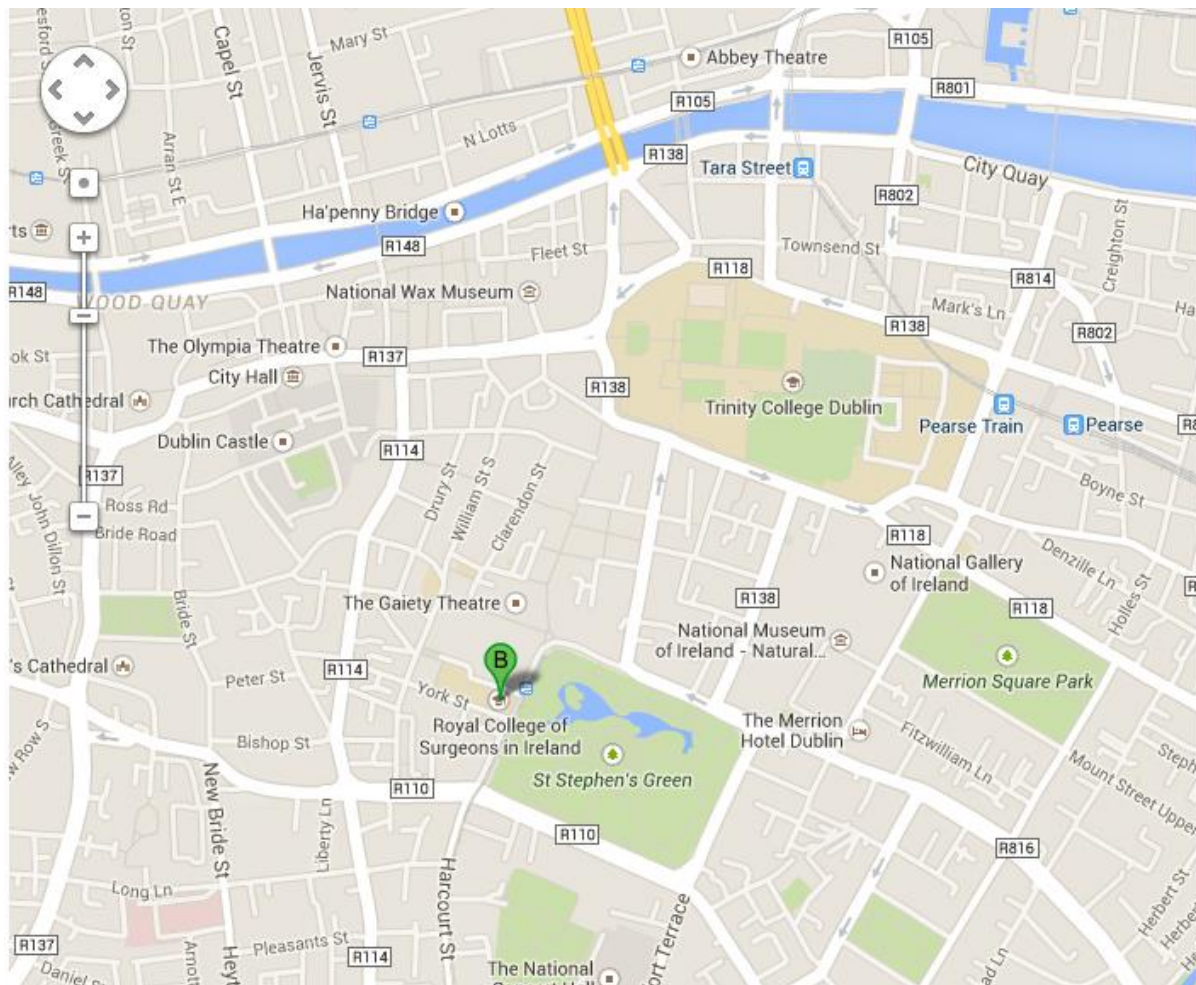 Mary St
Capel St
Jervis St
Abbey Theatre
R105
R801
R105
N Lotts
Arran St E
Greek St
R138
Tara Street
City Quay
R802
Ha'penny Bridge
R148
Fleet St
Townsend St
Creighton St
R118
R814
R148
WOOD QUAY
National Wax Museum
Mark's Ln
R138
R802
The Olympia Theatre
R137
City Hall
R138
Trinity College Dublin
Pearse Train
Pearse
Dublin Castle
R114
R137
Ross Rd
Bride Road
John Dillon St
Drury St
William St S
Clarendon St
Boyne St
R118
National Gallery
of Ireland
Denzille Ln
Holles St
R118
The Gaiety Theatre
R138
National Museum
of Ireland - Natural...
Bride St
B
Merrion Square Park
R114
Peter St
York St
Royal College of
Surgeons in Ireland
The Merrion
Hotel Dublin
Fitzwilliam Ln
Bishop St
St Stephen's Green
Mount Street Upper
New Bride St
R110
Liberty Ln
R110
R816
Harcourt St
Long Ln
Herbert St
Herbert
R137
Pleasants St
R114
Daniel St
The National